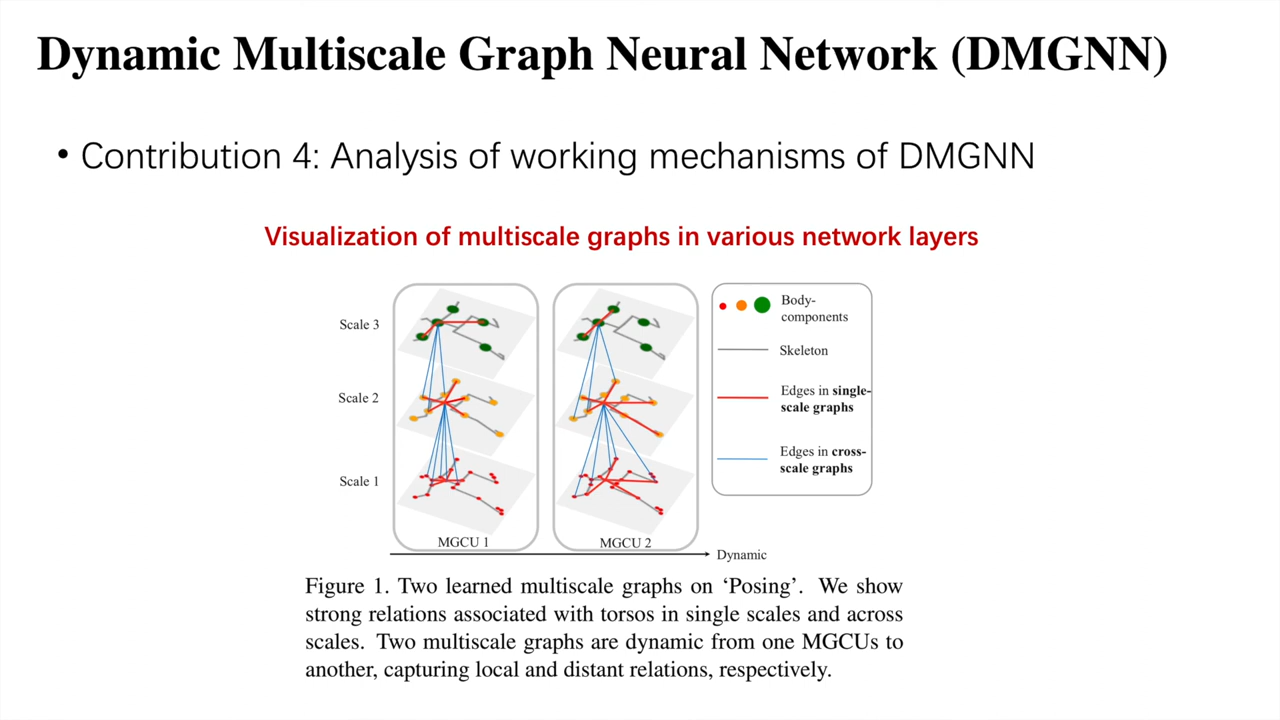 Dynamic Multiscale Graph Neural Network (DMGNN)
• Contribution 4: Analysis of working mechanisms of DMGNN
Visualization of multiscale graphs in various network layers
Scale 3
Scale 2
Scale 1
MGCU 1
MGCU 2
Dynamic
Body-
components
Skeleton
Edges in single-
scale graphs
Edges in cross-
scale graphs
Figure 1. Two learned multiscale graphs on ‘Posing’. We show
strong relations associated with torsos in single scales and across
scales. Two multiscale graphs are dynamic from one MGCUs to
another, capturing local and distant relations, respectively.